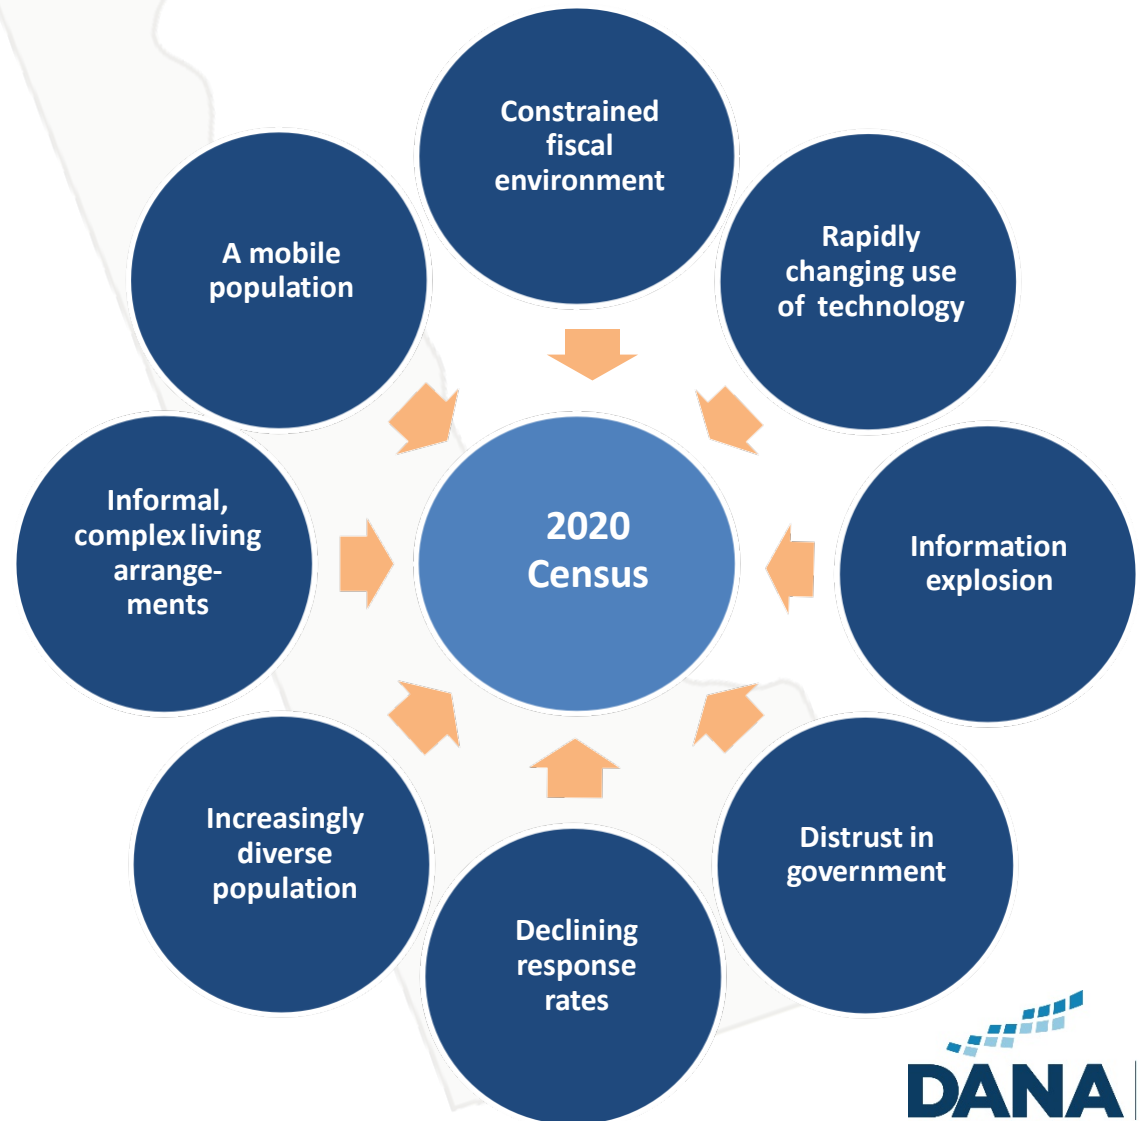 Constrained
fiscal
environment
Rapidly
changing use
of technology
Information
explosion
Distrust in
government
Declining
response
rates
Increasingly
diverse
population
Informal,
complex living
arrange-
ments
A mobile
population
2020
Census
DANA